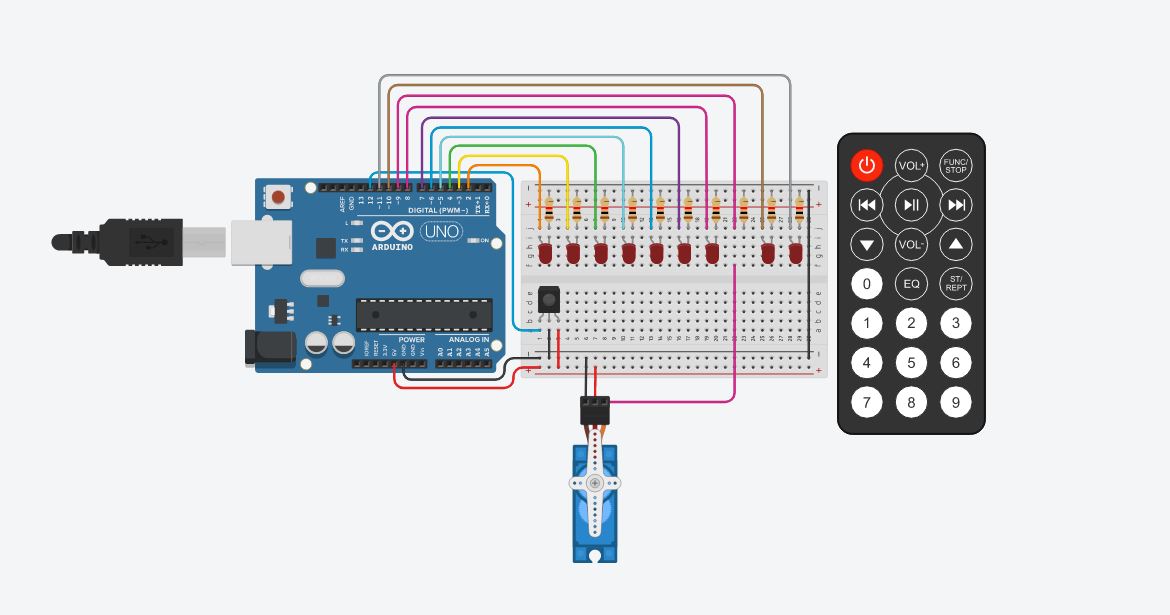 AREF
GND
13
12
~11
~10
~9
8
7
~6
~5
4
~3
2
TX→1
RX←0
DIGITAL (PWM~)
L
TX
RX
ARDUINO
UNO
ON
POWER
ANALOG IN
IOREF
RESET
3.3V
5V
GND
GND
Vin
A0
A1
A2
A3
A4
A5
VOL+
FUNC/
STOP
VOL-
0
EQ
ST/
REPT
1 2 3
4 5 6
7 8 9